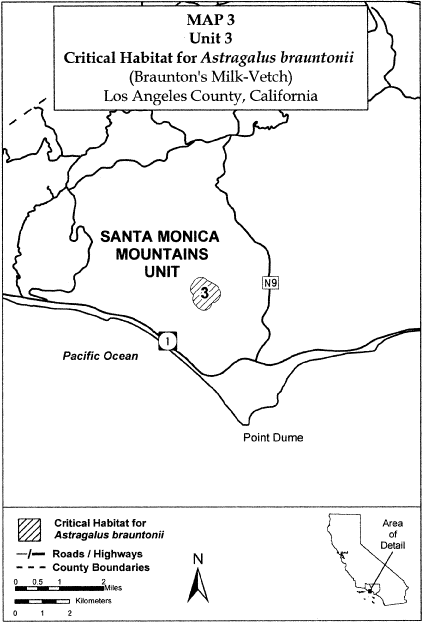 MAP 3
Unit 3
Critical Habitat for Astragalus brauntonii
(Braunton's Milk-Vetch)
Los Angeles County, California
SANTA MONICA
MOUNTAINS
UNIT
3
N9
1
Pacific Ocean
Point Dume
Critical Habitat for
Astragalus brauntonii
Roads / Highways
County Boundaries
0 0.5 1 2
Miles
Kilometers
0 1 2
N
Area
of
Detail